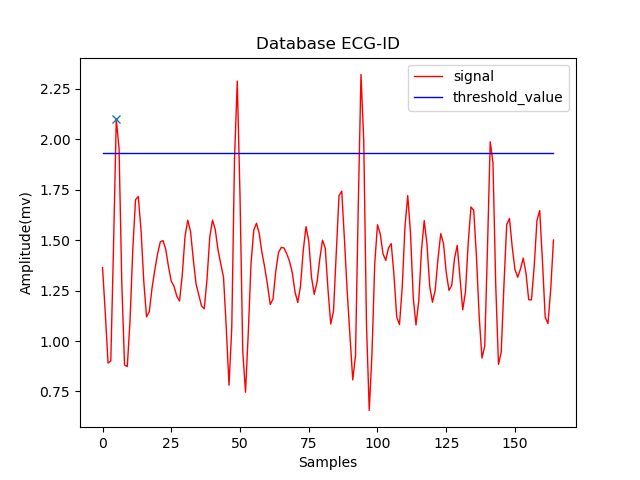 Database ECG-ID
signal
threshold_value
Amplitude(mv)
2.25
2.00
1.75
1.50
1.25
1.00
0.75
0
25
50
75
100
125
150
Samples